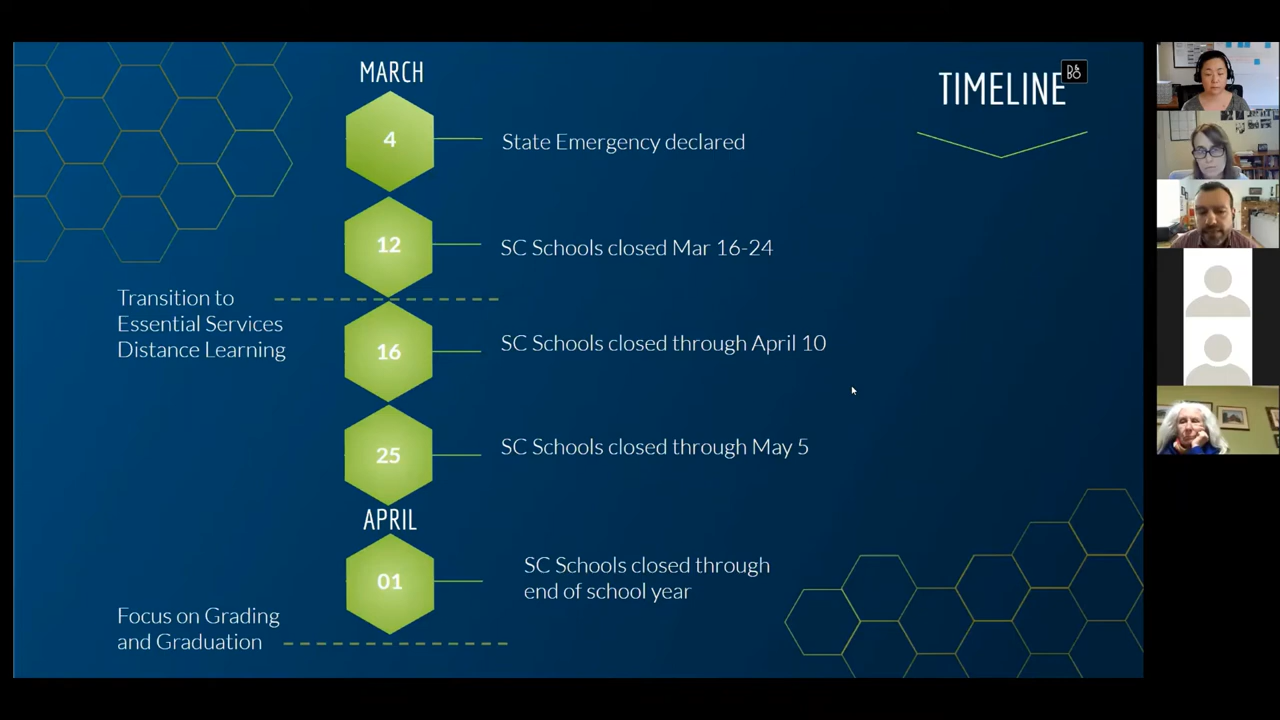 MARCH
TIMELINE
D&BO
4
State Emergency declared
12
SC Schools closed Mar 16-24
Transition to
Essential Services
Distance Learning
16
SC Schools closed through April 10
25
SC Schools closed through May 5
APRIL
01
SC Schools closed through
end of school year
Focus on Grading
and Graduation